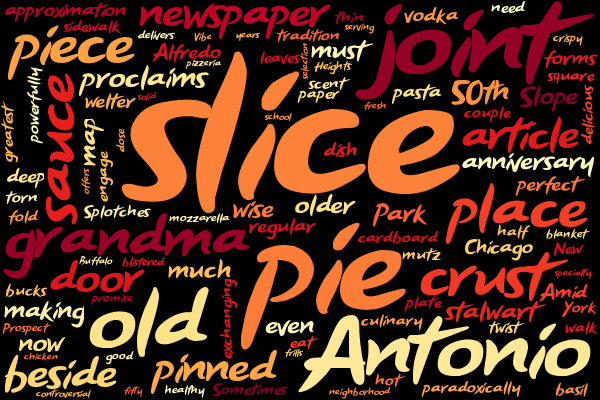 approximation newspaper thin vodka need
sidewalk delivers Vibe years tradition serving joint crispy
piece Alfredo pizzeria leaves selection must forms
powerfully proclaims Heights square
greatest sauce welter solid slice scent paper pasta 50th Slope delicious
map offers engage dose school fresh couple
dish article
deep anniversary
torn perfect
fold Splotches mozzarella wise older Park place
grandma regular cardboard half blanket
Buffalo blistered mutz Chicago New
door much pie crust specially
bucks promise exchanging plate stalwart Amid
making old York
Prospect even culinary twist walk
now chicken good eat frills Antonio
beside pinned hot
controversial fifty healthy Sometimes neighborhood paradoxically basil